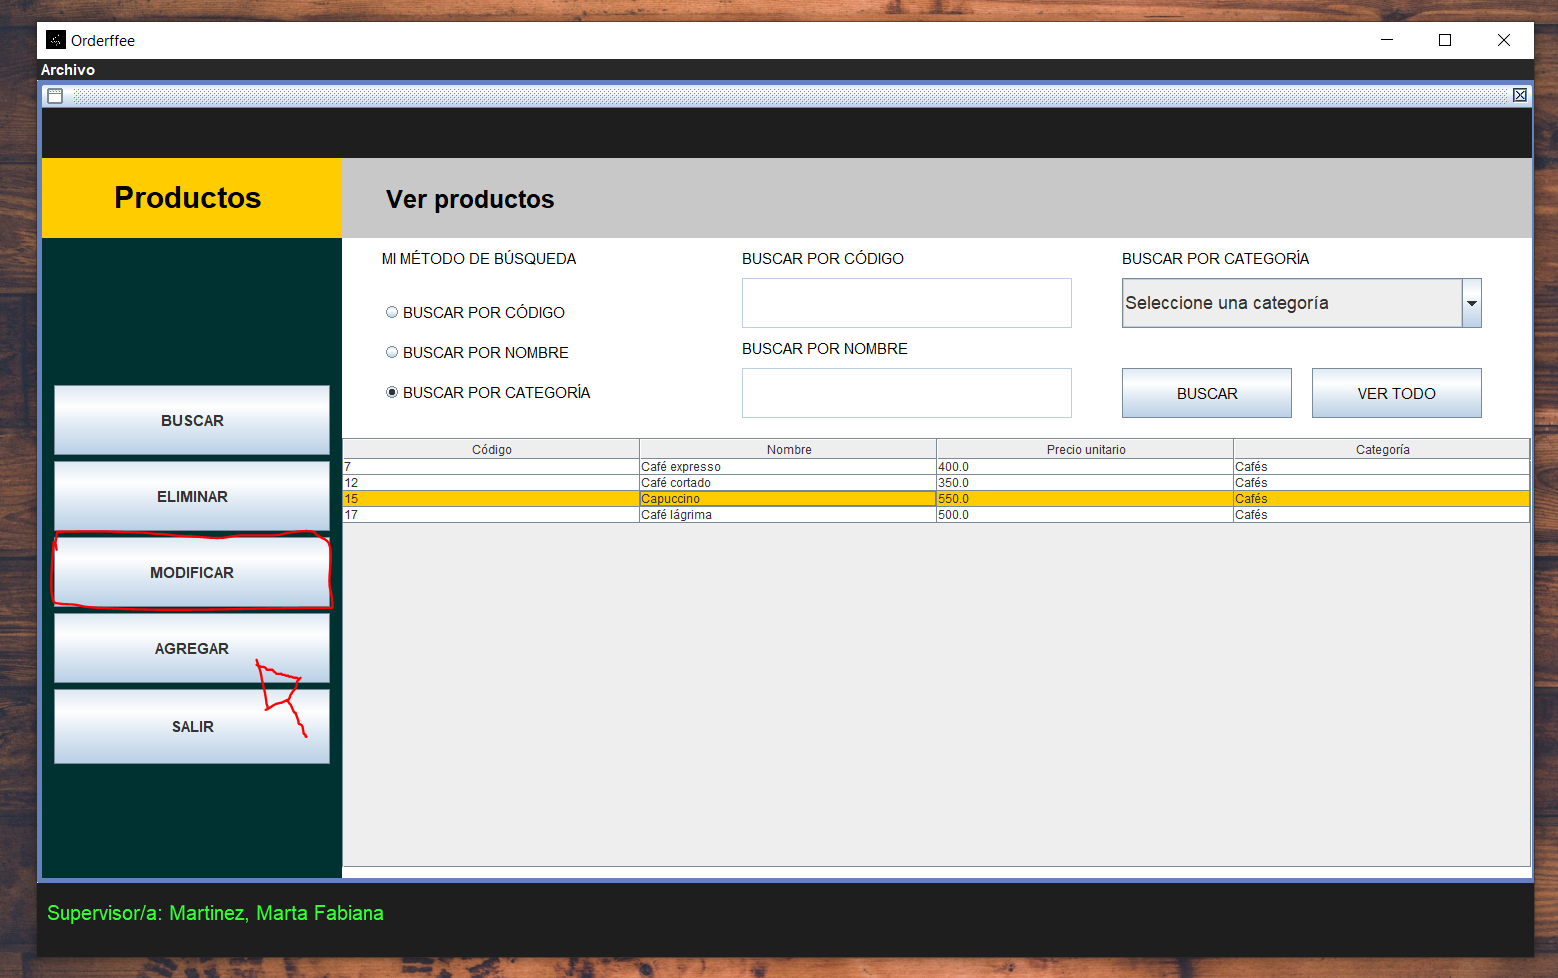 Orderffee
Archivo
Productos
Ver productos
MI MÉTODO DE BÚSQUEDA
BUSCAR POR CÓDIGO
BUSCAR POR NOMBRE
BUSCAR POR CATEGORÍA
BUSCAR POR CÓDIGO
BUSCAR POR NOMBRE
BUSCAR POR CATEGORÍA
Seleccione una categoría
BUSCAR
VER TODO
BUSCAR
ELIMINAR
MODIFICAR
AGREGAR
SALIR
Código Nombre Precio unitario Categoría
7 Café expresso 400.0 Cafés
12 Café cortado 350.0 Cafés
15 Capuccino 550.0 Cafés
17 Café lágrima 500.0 Cafés
Supervisor/a: Martinez, Marta Fabiana